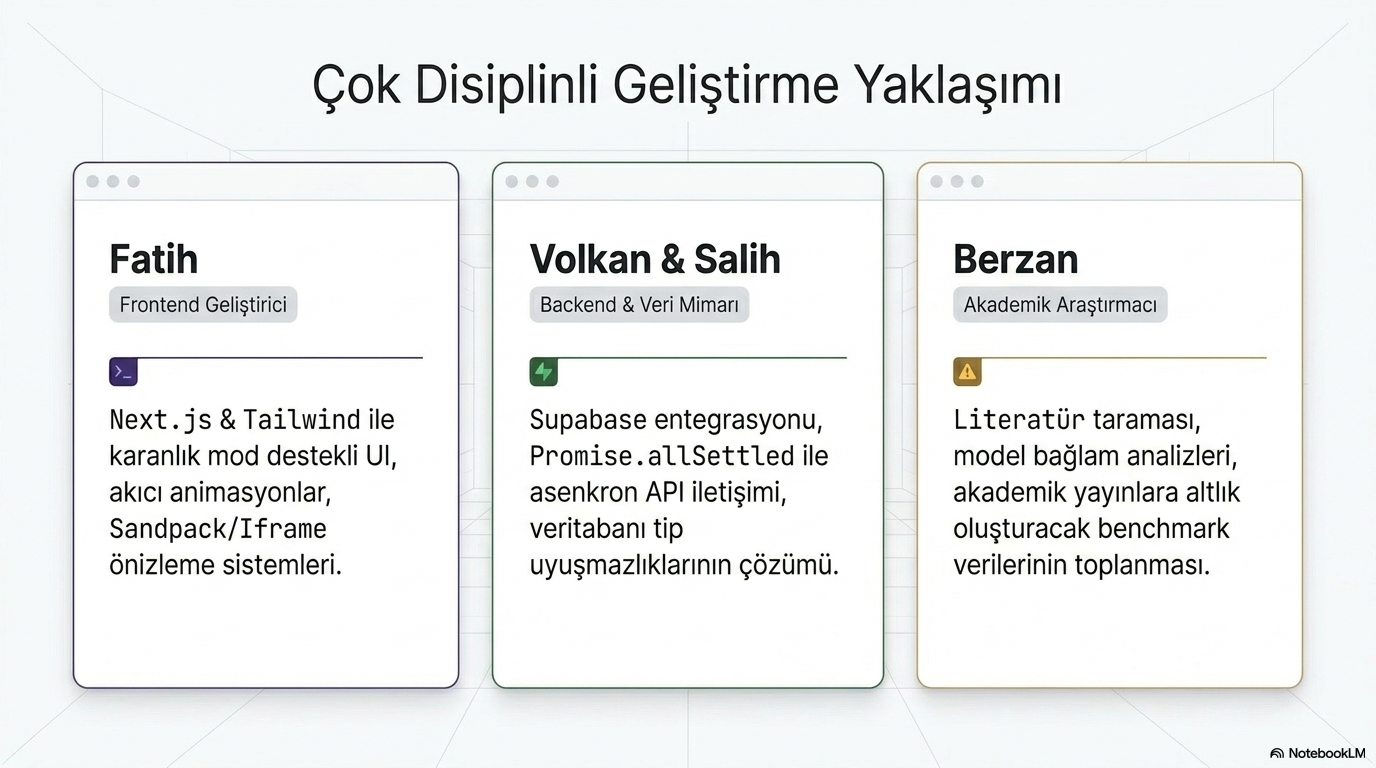 Çok Disiplinli Geliştirme Yaklaşımı
Fatih
Frontend Geliştirici
Next.js & Tailwind ile
karanlık mod destekli UI,
akıcı animasyonlar,
Sandpack/Iframe
önizleme sistemleri.
Volkan & Salih
Backend & Veri Mimarı
Supabase entegrasyonu,
Promise.allSettled ile
asenkron API iletişimi,
veritabanı tip
uyuşmazlıklarının çözümü.
Berzan
Akademik Araştırmacı
Literatür taraması,
model bağlam analizleri,
akademik yayınlara altlık
oluşturacak benchmark
verilerinin toplanması.
NotebookLM